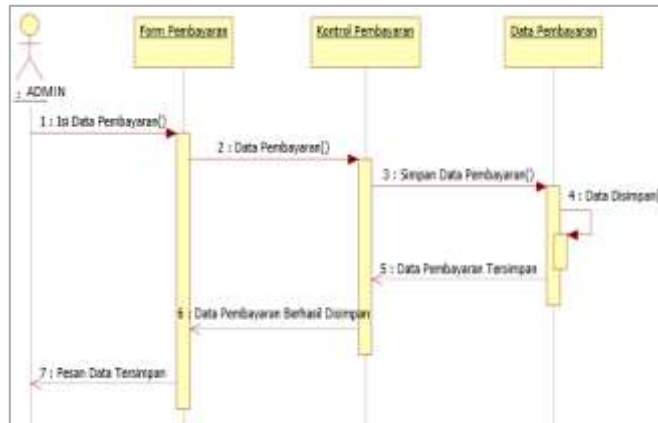 Form Pembayaran
Kontrol Pembayaran
Data Pembayaran
: ADMIN
1 : Isi Data Pembayaran()
2 : Data Pembayaran()
3 : Simpan Data Pembayaran()
4 : Data Disimpan(
5 : Data Pembayaran Tersimpan
6 : Data Pembayaran Berhasil Disimpan
7 : Pesan Data Tersimpan